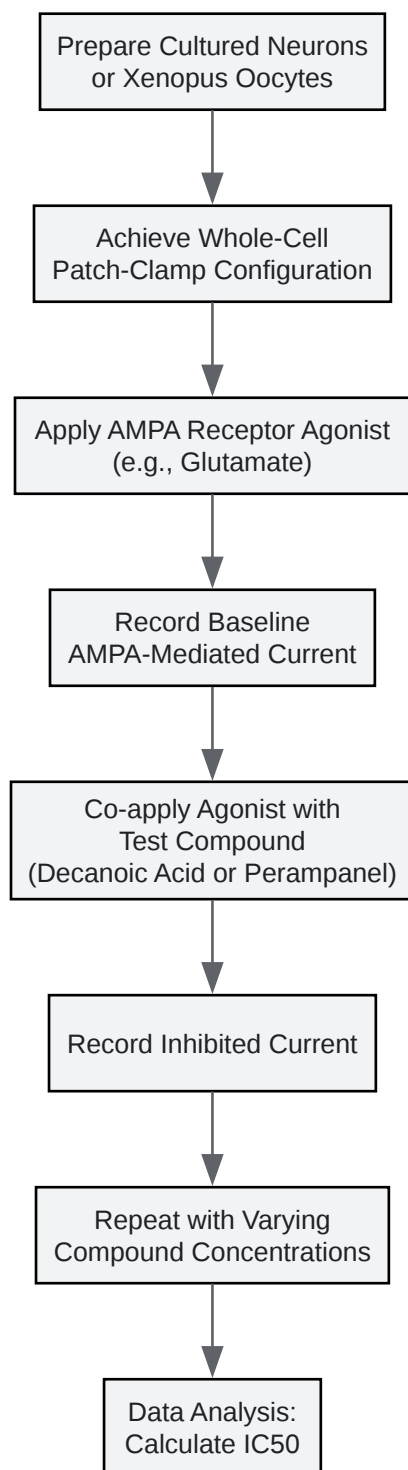 Prepare Cultured Neurons
or Xenopus Oocytes
Achieve Whole-Cell
Patch-Clamp Configuration
Apply AMPA Receptor Agonist
(e.g., Glutamate)
Record Baseline
AMPA-Mediated Current
Co-apply Agonist with
Test Compound
(Decanoic Acid or Perampanel)
Record Inhibited Current
Repeat with Varying
Compound Concentrations
Data Analysis:
Calculate IC50